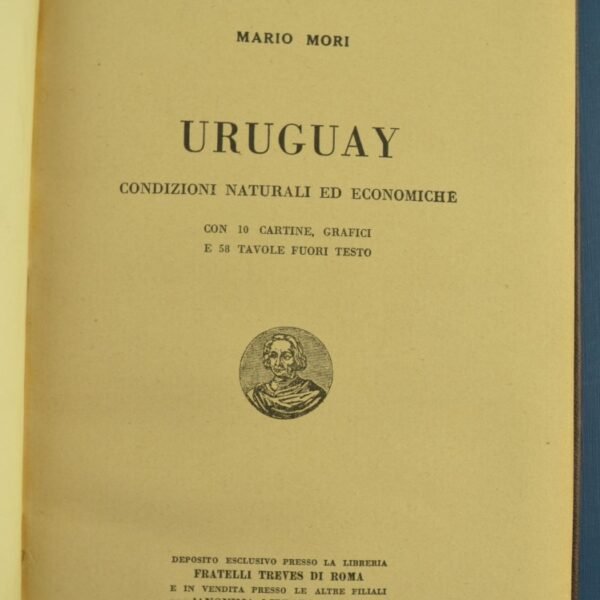 MARIO MORI
URUGUAY
CONDIZIONI NATURALI ED ECONOMICHE
CON 10 CARTINE, GRAFICI
E 58 TAVOLE FUORI TESTO
DEPOSITO ESCLUSIVO PRESSO LA LIBRERIA
FRATELLI TREVES DI ROMA
E IN VENDITA PRESSO LE ALTRE FILIALI